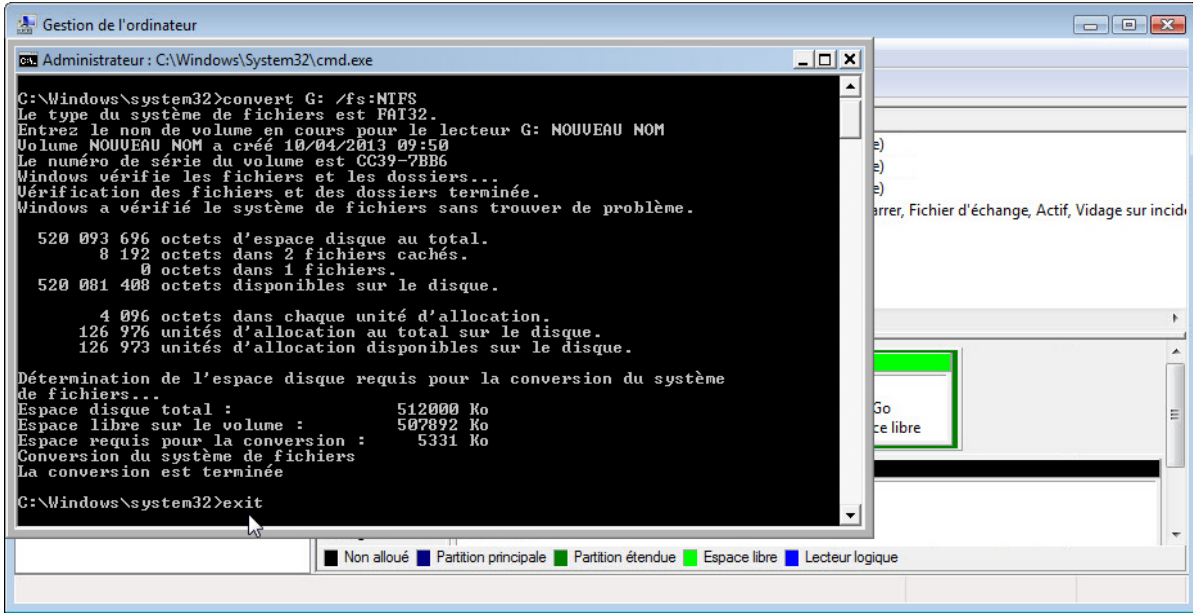 Gestion de l'ordinateur
Administrateur : C:\Windows\System32\cmd.exe
C:\Windows\system32>convert G: /fs:NTFS
Le type du système de fichiers est FAT32.
Entrez le nom de volume en cours pour le lecteur G: NOUVEAU NOM
Volume NOUVEAU NOM a créé 10/04/2013 09:50
Le numéro de série du volume est CC39-7BB6
Windows vérifie les fichiers et les dossiers...
Vérification des fichiers et des dossiers terminée.
Windows a vérifié le système de fichiers sans trouver de problème.
520 093 696 octets d'espace disque au total.
8 192 octets dans 2 fichiers cachés.
0 octets dans 1 fichiers.
520 081 408 octets disponibles sur le disque.
4 096 octets dans chaque unité d'allocation.
126 976 unités d'allocation au total sur le disque.
126 973 unités d'allocation disponibles sur le disque.
Détermination de l'espace disque requis pour la conversion du système
de fichiers...
Espace disque total : 512000 Ko
Espace libre sur le volume : 507892 Ko
Espace requis pour la conversion : 5331 Ko
Conversion du système de fichiers
La conversion est terminée
C:\Windows\system32>exit
e)
e)
e)
arrer, Fichier d'échange, Actif, Vidage sur incid
Go
ce libre
Non alloué Partition principale Partition étendue Espace libre Lecteur logique